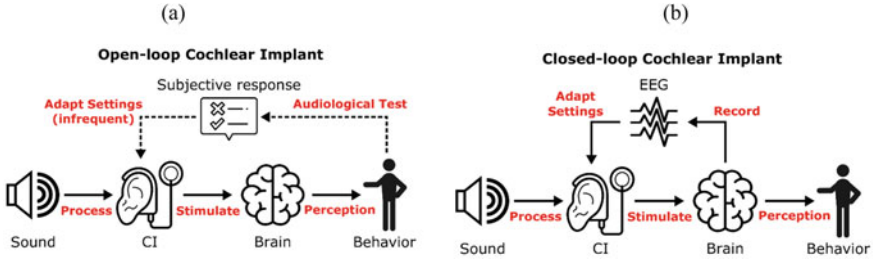 (a)
Open-loop Cochlear Implant
Subjective response
Adapt Settings
(infrequent)
Audiological Test
Process
Stimulate
Perception
Sound
CI
Brain
Behavior
(b)
Closed-loop Cochlear Implant
EEG
Adapt
Settings
Record
Process
Stimulate
Perception
Sound
CI
Brain
Behavior